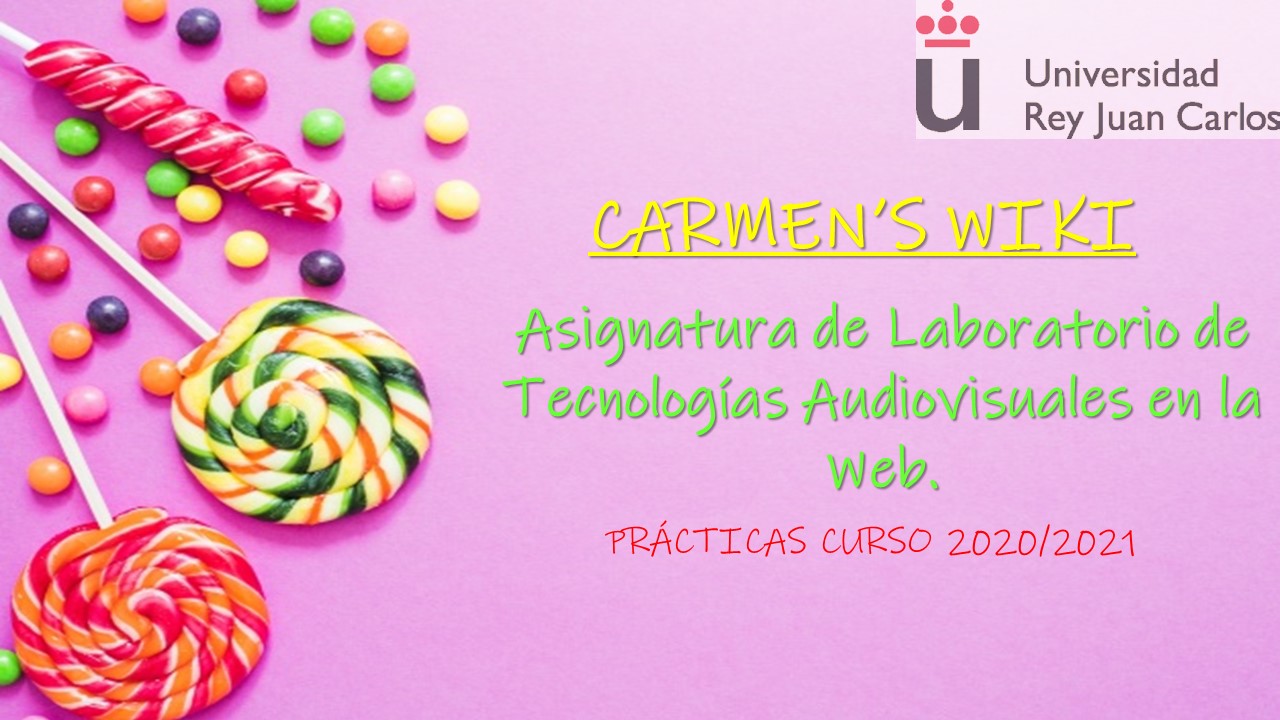 Universidad
Rey Juan Carlos
CARMEN'S WIKI
Asignatura de Laboratorio de
Tecnologías Audiovisuales en la
Web.
PRÁCTICAS CURSO 2020/2021